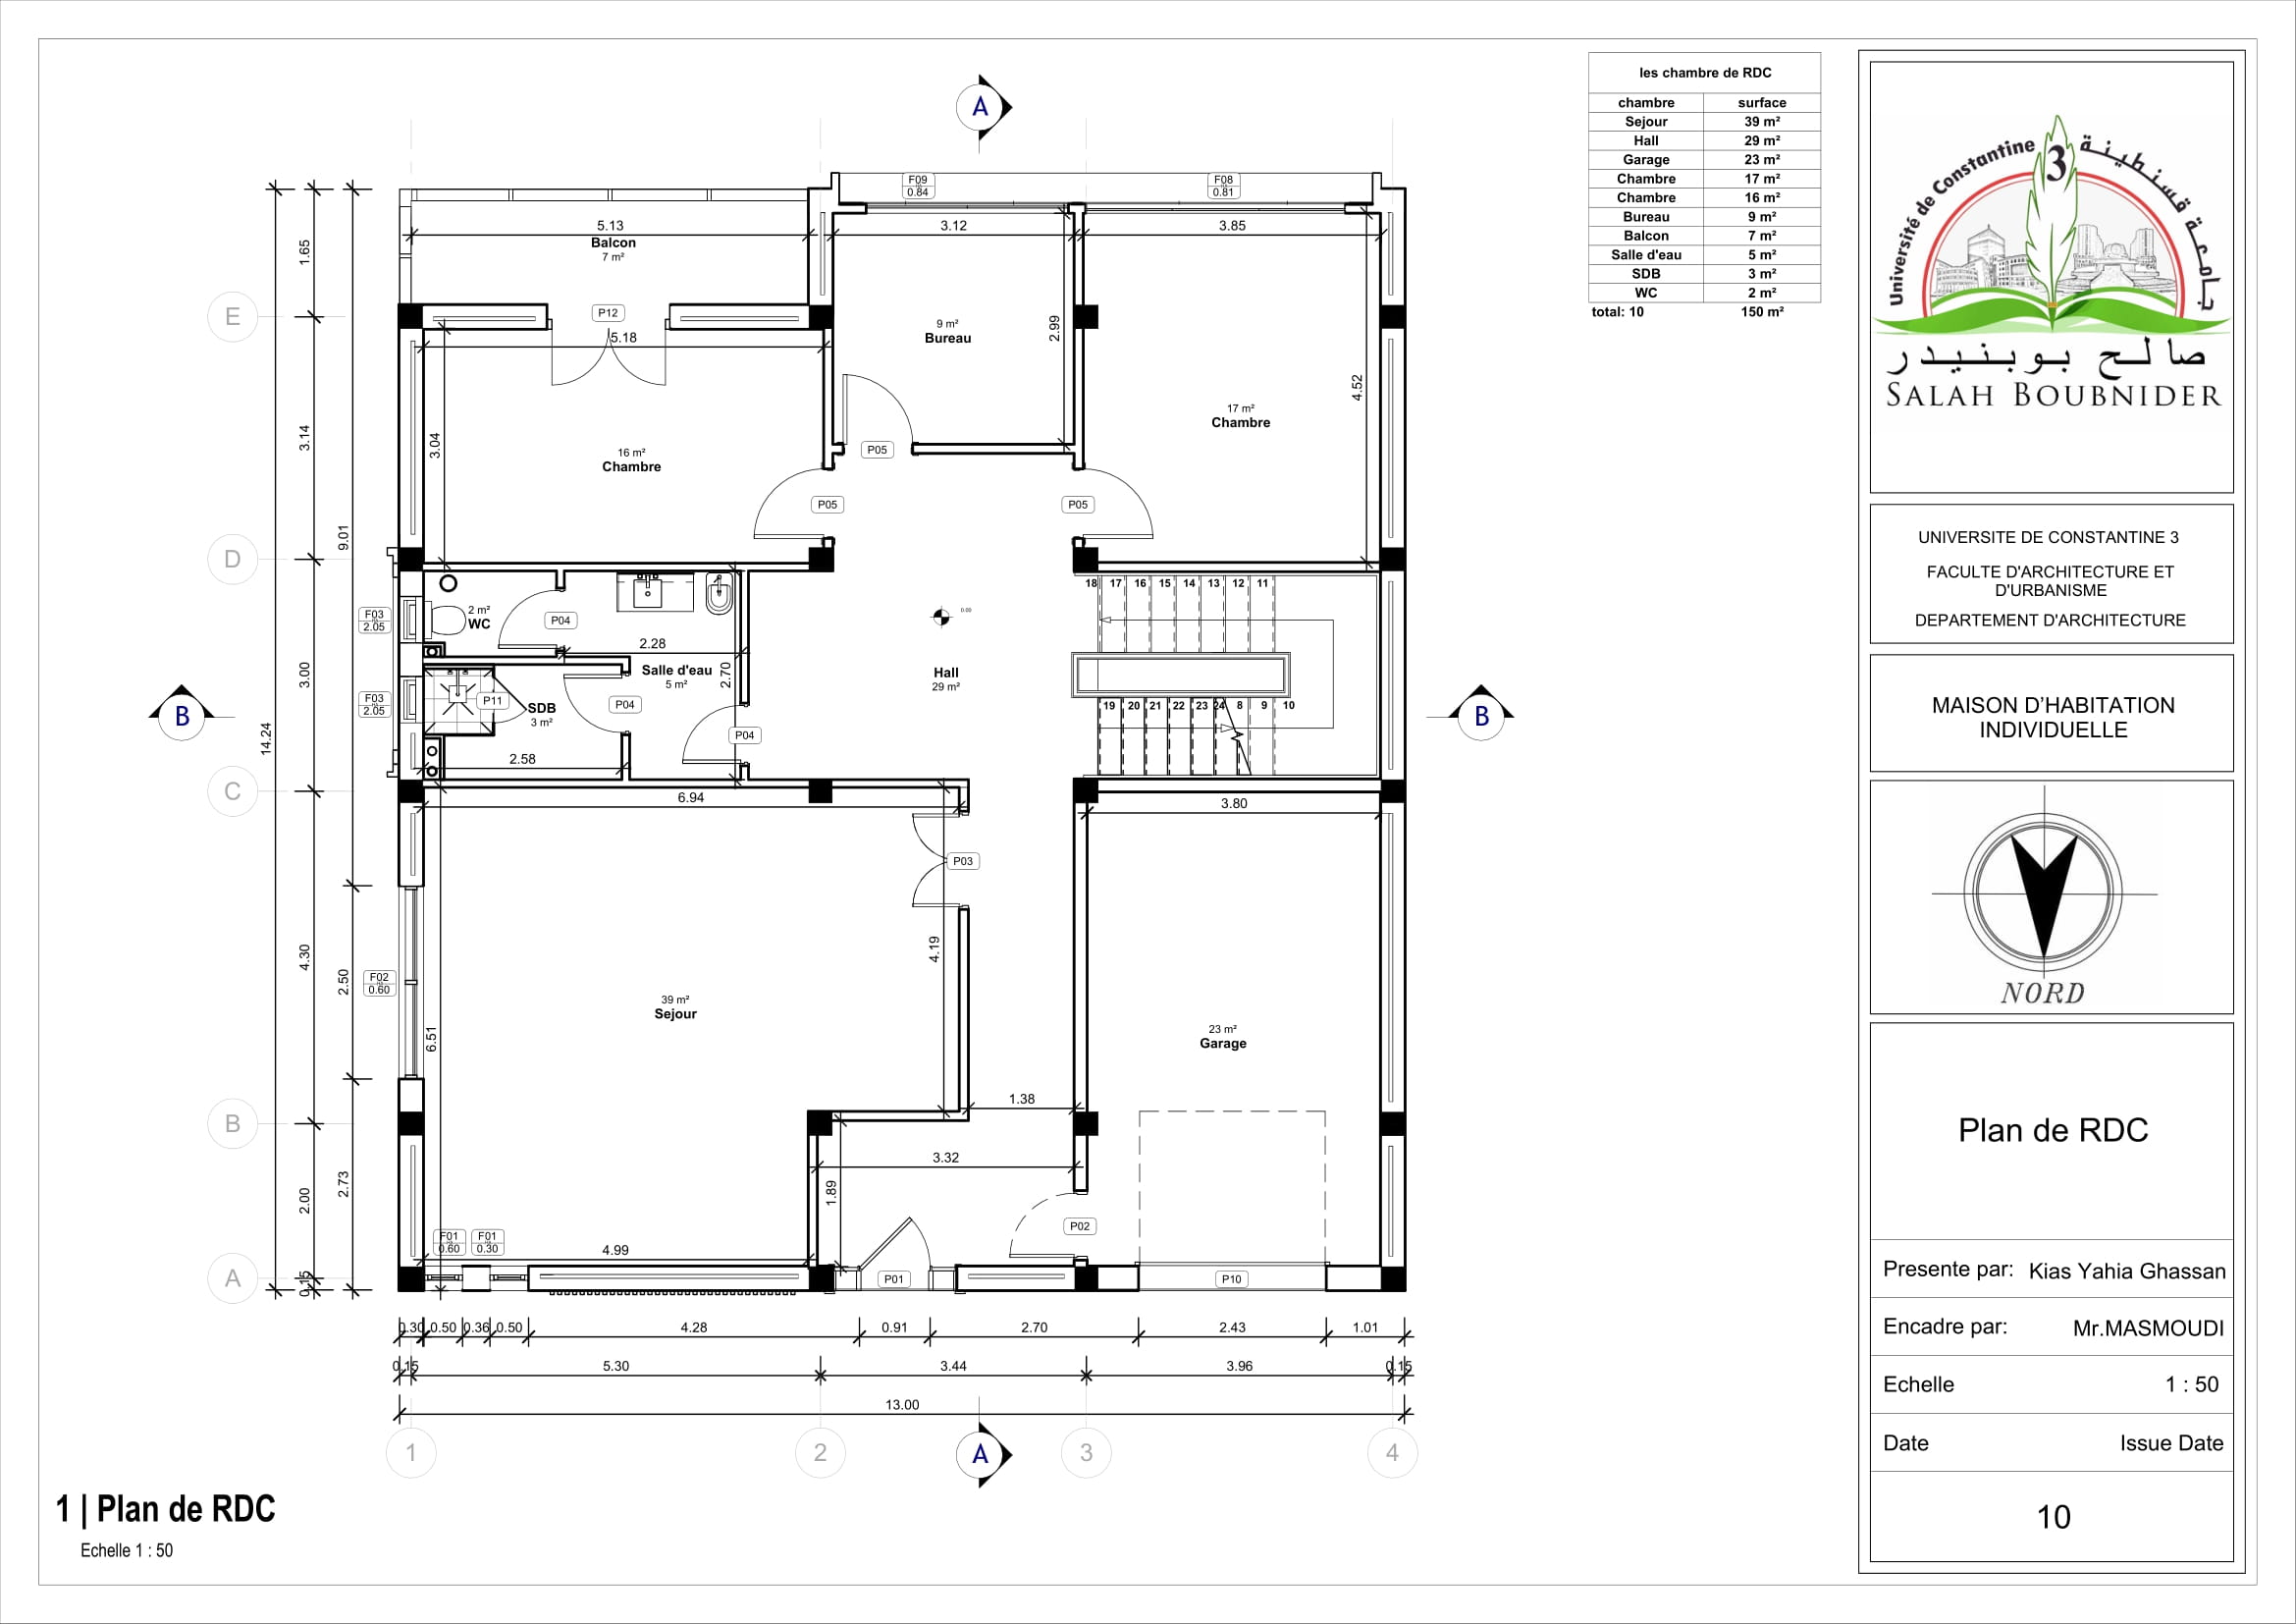 les chambre de RDC
chambre surface
Sejour 39 m²
Hall 29 m²
Garage 23 m²
Chambre 17 m²
Chambre 16 m²
Bureau 9 m²
Balcon 7 m²
Salle d'eau 5 m²
SDB 3 m²
WC 2 m²
total: 10 150 m²
A
F09
0.84
F08
0.81
5.13
Balcon
7 m²
3.12
3.85
1.65
E
P12
5.18
9 m²
Bureau
2.99
17 m²
Chambre
4.52
3.14
3.04
16 m²
Chambre
P05
P05
P05
9.01
D
18 17 16 15 14 13 12 11
F03
2.05
2 m²
WC
P04
0.00
2.28
Salle d'eau
5 m²
2.70
Hall
29 m²
3.00
F03
2.05
P11
SDB
3 m²
P04
19 20 21 22 23 24 8 9 10
B
B
P04
14.24
2.58
C
6.94
3.80
P03
4.19
4.30
2.50
F02
0.60
6.51
39 m²
Sejour
23 m²
Garage
1.38
B
3.32
1.89
2.73
2.00
P02
F01
0.60
F01
0.30
4.99
A
0.15
P01
P10
0.30 0.50 0.36 0.50 4.28 0.91 2.70 2.43 1.01
0.15 5.30 3.44 3.96 0.15
13.00
1 2 A 3 4
1 | Plan de RDC
Echelle 1 : 50
Université de Constantine 3 جامعة قسنطينة
صالح بوبنيدر
SALAH BOUBNIDER
UNIVERSITE DE CONSTANTINE 3
FACULTE D'ARCHITECTURE ET
D'URBANISME
DEPARTEMENT D'ARCHITECTURE
MAISON D'HABITATION
INDIVIDUELLE
NORD
Plan de RDC
Presente par: Kias Yahia Ghassan
Encadre par: Mr.MASMOUDI
Echelle 1 : 50
Date Issue Date
10